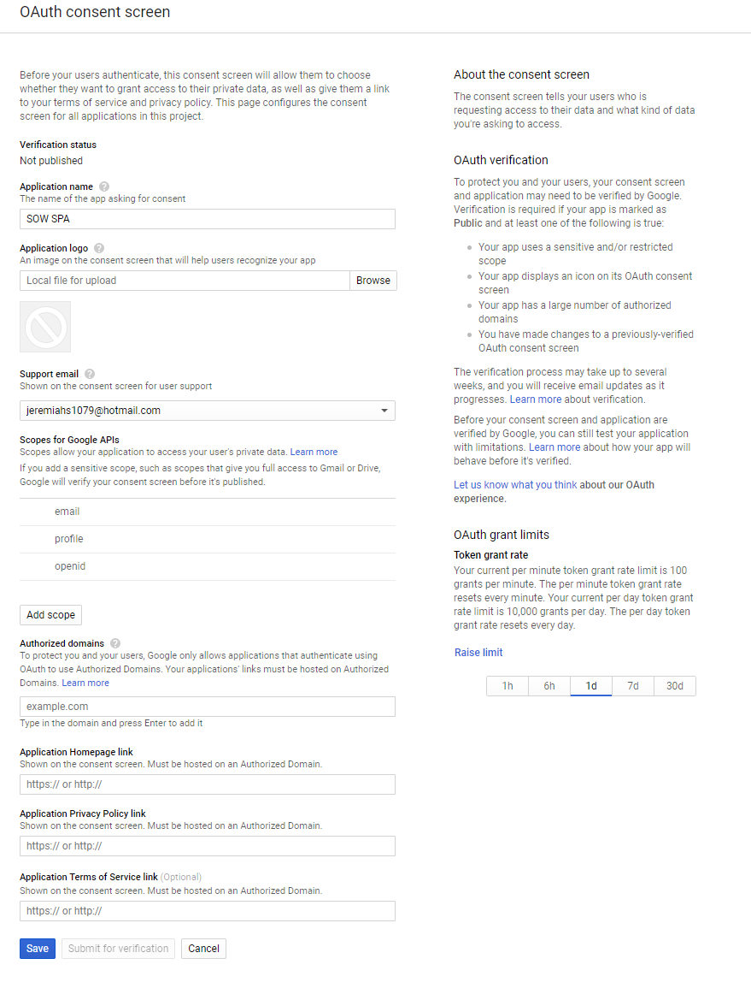 OAuth consent screen
Before your users authenticate, this consent screen will allow them to choose
whether they want to grant access to their private data, as well as give them a link
to your terms of service and privacy policy. This page configures the consent
screen for all applications in this project.
Verification status
Not published
Application name ?
The name of the app asking for consent
SOW SPA
Application logo ?
An image on the consent screen that will help users recognize your app
Local file for upload
Browse
Support email ?
Shown on the consent screen for user support
jeremiahs1079@hotmail.com
Scopes for Google APIs
Scopes allow your application to access your user's private data. Learn more
If you add a sensitive scope, such as scopes that give you full access to Gmail or Drive,
Google will verify your consent screen before it's published.
email
profile
openid
Add scope
Authorized domains ?
To protect you and your users, Google only allows applications that authenticate using
OAuth to use Authorized Domains. Your applications' links must be hosted on Authorized
Domains. Learn more
example.com
Type in the domain and press Enter to add it
Application Homepage link
Shown on the consent screen. Must be hosted on an Authorized Domain.
https:// or http://
Application Privacy Policy link
Shown on the consent screen. Must be hosted on an Authorized Domain.
https:// or http://
Application Terms of Service link (Optional)
Shown on the consent screen. Must be hosted on an Authorized Domain.
https:// or http://
Save
Submit for verification
Cancel
About the consent screen
The consent screen tells your users who is
requesting access to their data and what kind of data
you're asking to access.
OAuth verification
To protect you and your users, your consent screen
and application may need to be verified by Google.
Verification is required if your app is marked as
Public and at least one of the following is true:
Your app uses a sensitive and/or restricted
scope
Your app displays an icon on its OAuth consent
screen
Your app has a large number of authorized
domains
You have made changes to a previously-verified
OAuth consent screen
The verification process may take up to several
weeks, and you will receive email updates as it
progresses. Learn more about verification.
Before your consent screen and application are
verified by Google, you can still test your application
with limitations. Learn more about how your app will
behave before it's verified.
Let us know what you think about our OAuth
experience.
OAuth grant limits
Token grant rate
Your current per minute token grant rate limit is 100
grants per minute. The per minute token grant rate
resets every minute. Your current per day token grant
rate limit is 10,000 grants per day. The per day token
grant rate resets every day.
Raise limit
1h 6h 1d 7d 30d